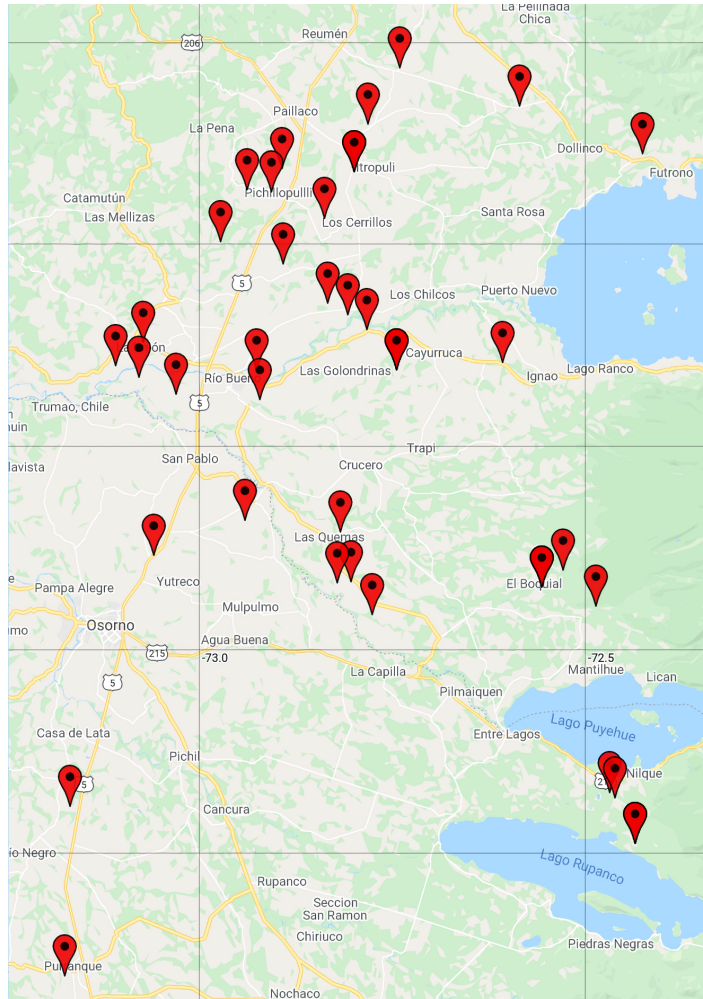 La Pellinada
Chica
Reumén
206
Paillaco
La Pena
Dollinco
Itropulli
Futrono
Pichillopullli
Catamutún
Las Mellizas
Santa Rosa
Los Cerrillos
5
Los Chilcos
Puerto Nuevo
Cayurruca
Las Golondrinas
Lago Ranco
Río Bueno
Ignao
Trumao, Chile
5
Trapi
San Pablo
Crucero
Las Quemas
Yutreco
El Boquial
Pampa Alegre
Mulpulmo
Osorno
Agua Buena
215
-73.0
-72.5
La Capilla
Mantilhue
Lican
5
Pilmaiquen
Lago Puyehue
Casa de Lata
Entre Lagos
Pichil
Nilque
5
Cancura
Lago Rupanco
Rupanco
Seccion
San Ramon
Chiriuco
Piedras Negras
Nochaco